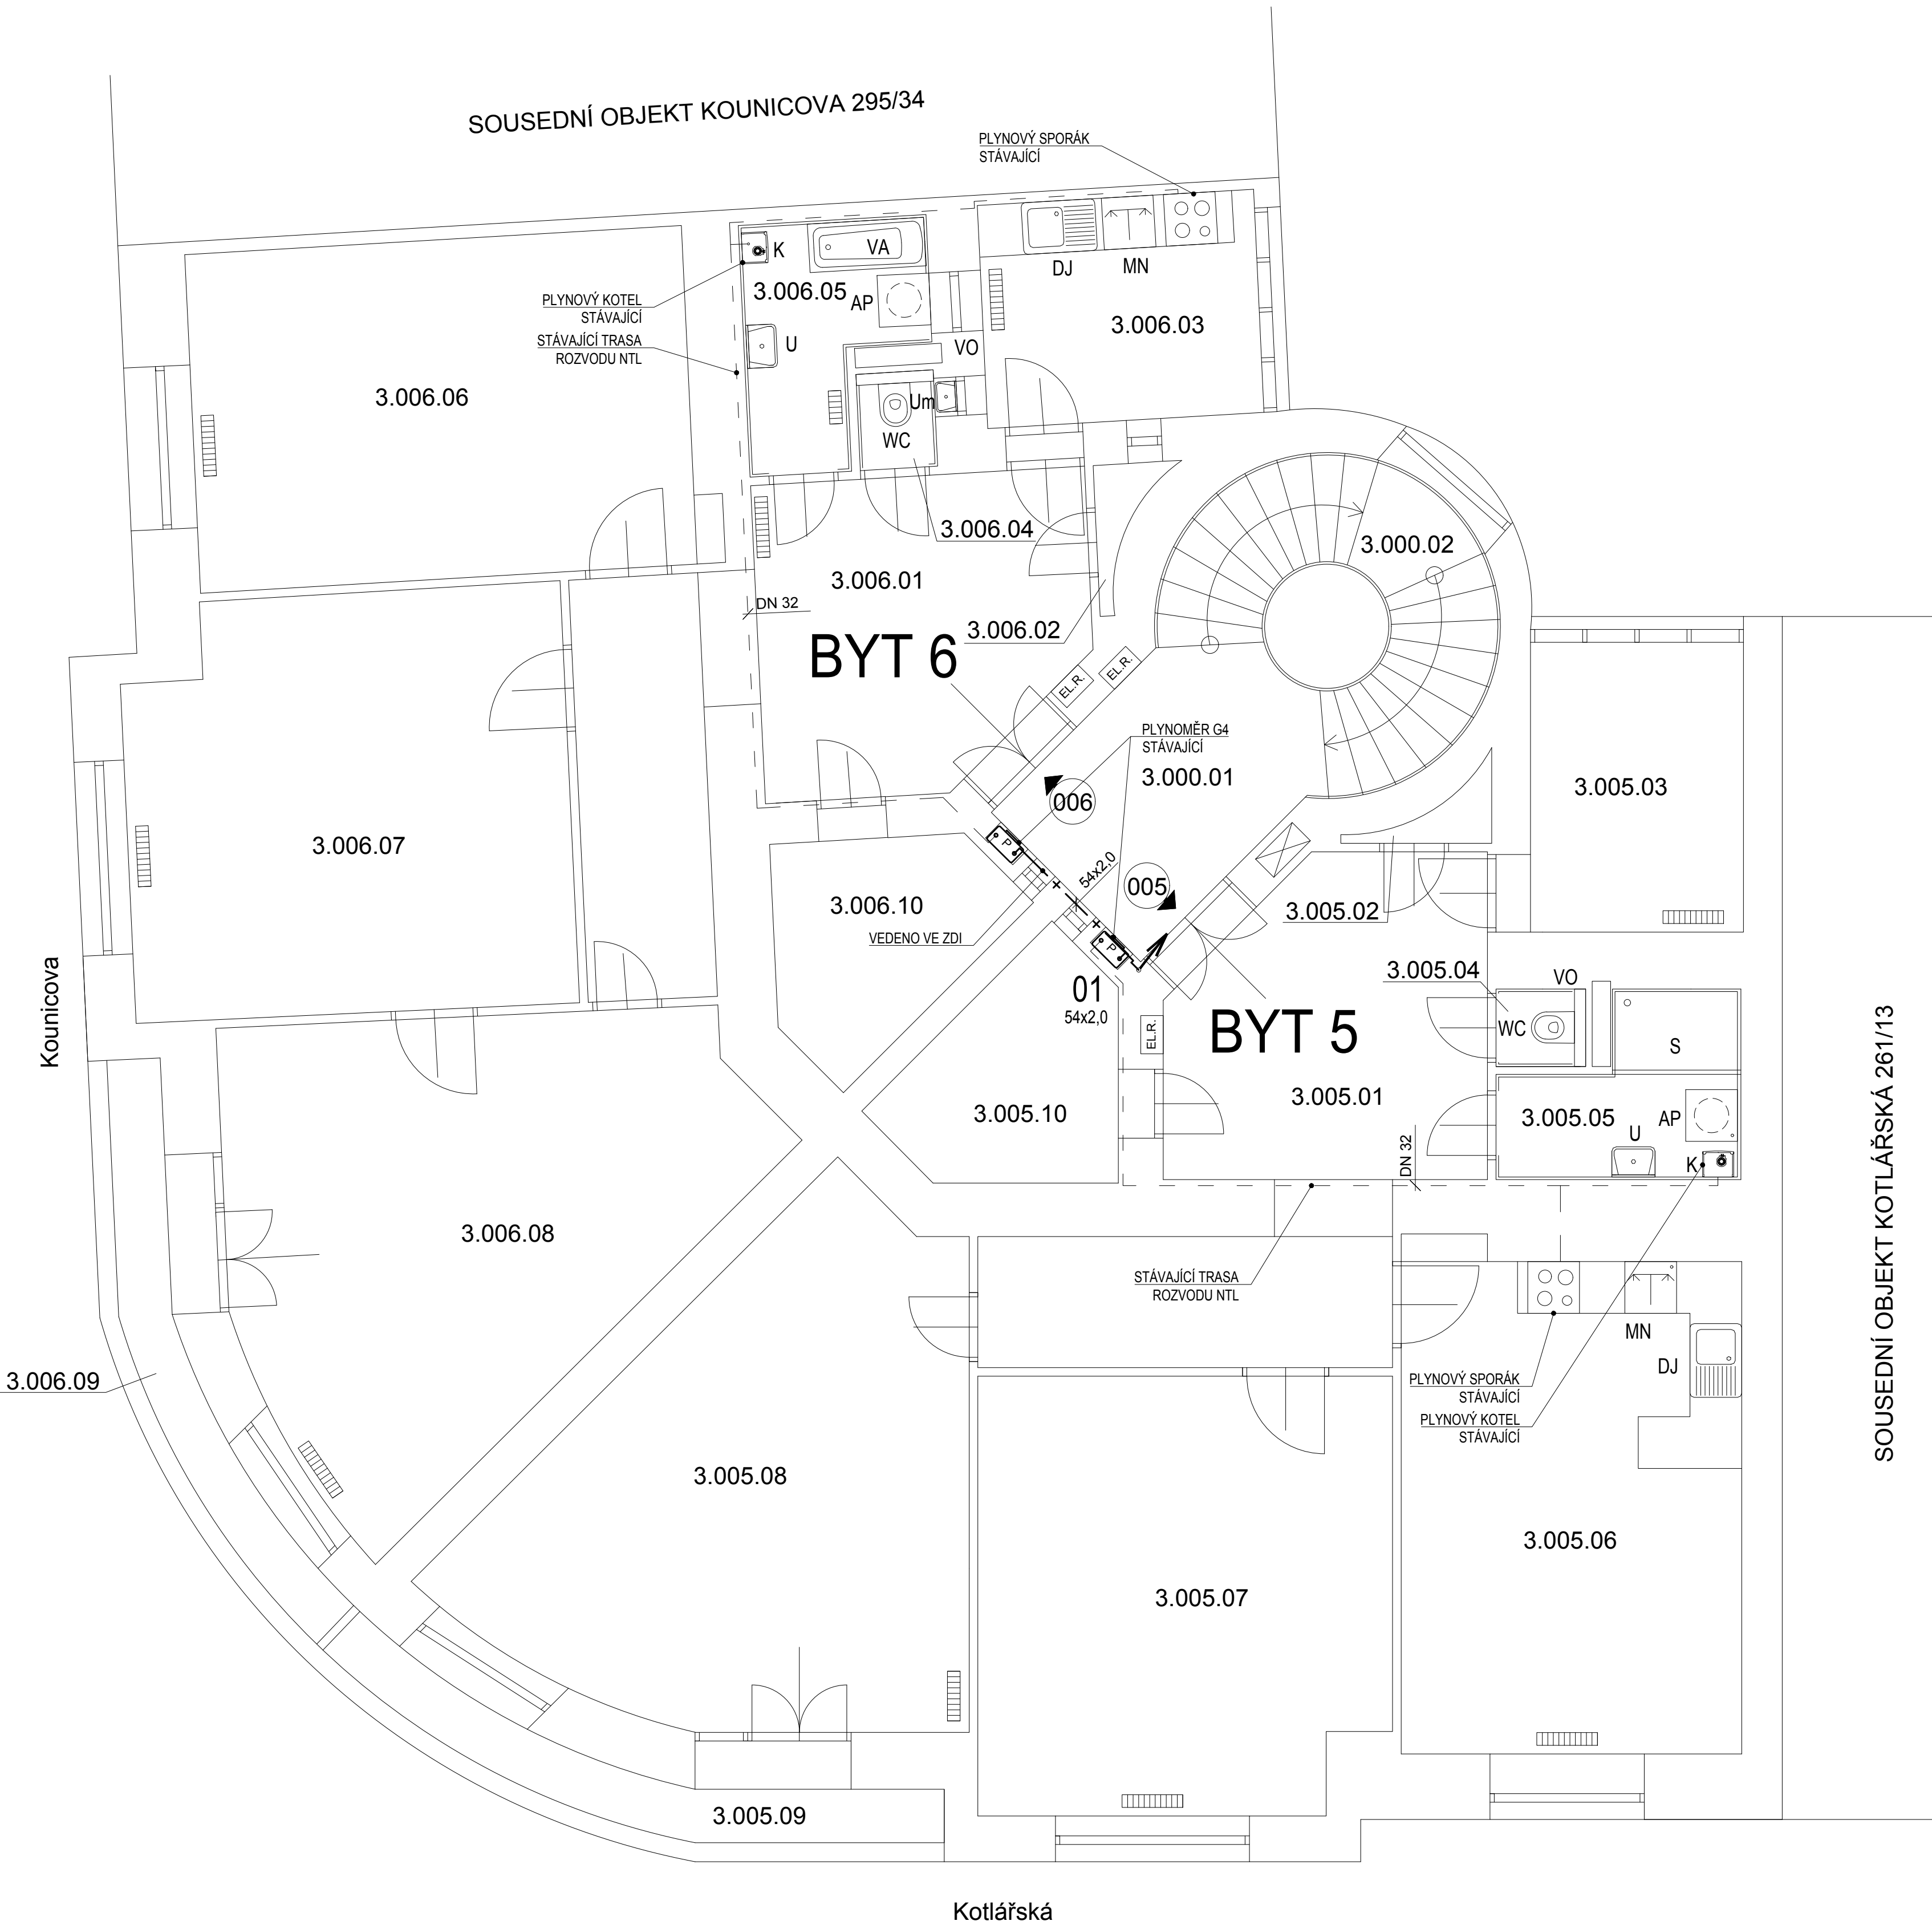 SOUSEDNÍ OBJEKT KOUNICOVA 295/34
PLYNOVÝ SPORÁK
STÁVAJÍCÍ
K
VA
DJ
MN
3.006.05
AP
PLYNOVÝ KOTEL
STÁVAJÍCÍ
3.006.03
STÁVAJÍCÍ TRASA
ROZVODU NTL
U
VO
3.006.06
Um
WC
3.006.04
3.000.02
3.006.01
DN 32
3.006.02
BYT 6
EL.R.
EL.R.
PLYNOMĚR G4
STÁVAJÍCÍ
3.000.01
3.005.03
006
3.006.07
P
54x2,0
005
3.006.10
3.005.02
VEDENO VE ZDI
P
3.005.04
VO
Kounicova
01
54x2,0
EL.R.
BYT 5
WC
S
3.005.01
3.005.10
3.005.05
AP
U
K
DN 32
SOUSEDNÍ OBJEKT KOTLÁŘSKÁ 261/13
3.006.08
STÁVAJÍCÍ TRASA
ROZVODU NTL
MN
DJ
3.006.09
PLYNOVÝ SPORÁK
STÁVAJÍCÍ
PLYNOVÝ KOTEL
STÁVAJÍCÍ
3.005.08
3.005.06
3.005.07
3.005.09
Kotlářská